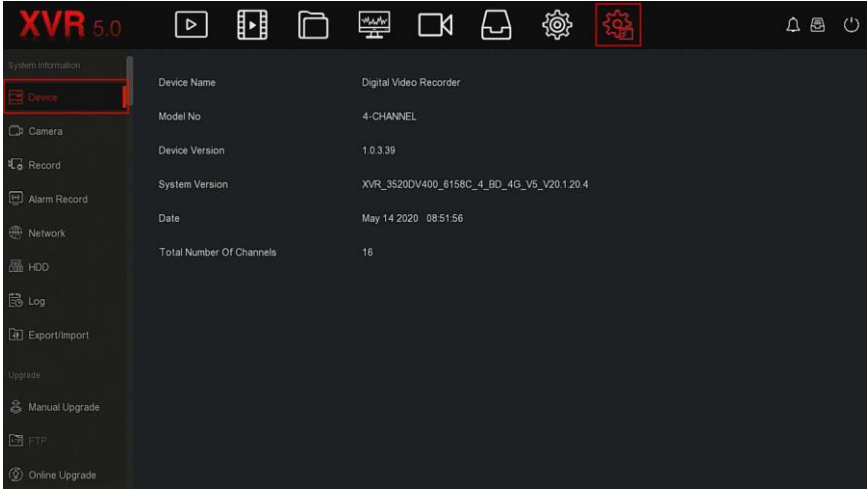 XVR 5.0
System Information
Device
Camera
Record
Alarm Record
Network
HDD
Log
Export/Import
Upgrade
Manual Upgrade
FTP
Online Upgrade
Device Name Digital Video Recorder
Model No 4-CHANNEL
Device Version 1.0.3.39
System Version XVR_3520DV400_6158C_4_BD_4G_V5_V20.1.20.4
Date May 14 2020 08:51:56
Total Number Of Channels 16